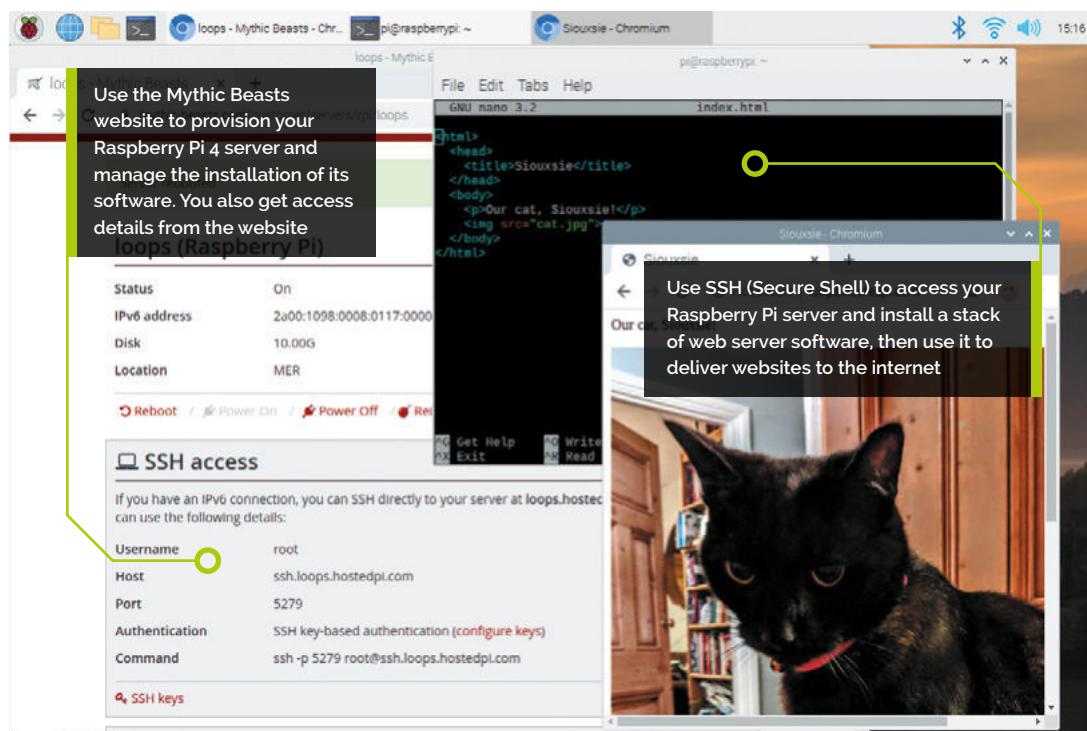 loops - Mythic Beasts - Chr...
pi@raspberrypi: ~
Siouxsie - Chromium
15:16
loops - Mythic
Use the Mythic Beasts
website to provision your
Raspberry Pi 4 server and
manage the installation of its
software. You also get access
details from the website
loops (Raspberry Pi)
Status On
IPv6 address 2a00:1098:0008:0117:0000
Disk 10.00G
Location MER
Reboot / Power On / Power Off /
SSH access
If you have an IPv6 connection, you can SSH directly to your server at loops.hosted
can use the following details:
Username root
Host ssh.loops.hostedpi.com
Port 5279
Authentication SSH key-based authentication (configure keys)
Command ssh -p 5279 root@ssh.loops.hostedpi.com
SSH keys
pi@raspberrypi: ~
File Edit Tabs Help
GNU nano 3.2 index.html
<html>
<head>
<title>Siouxsie</title>
</head>
<body>
<p>Our cat, Siouxsie!</p>
<img src="cat.jpg">
</body>
</html>
^G Get Help ^O Write
^X Exit ^R Read
Siouxsie - Chromium
Siouxsie
Use SSH (Secure Shell) to access your
Raspberry Pi server and install a stack
of web server software, then use it to
deliver websites to the internet
Our cat, Siouxsie!